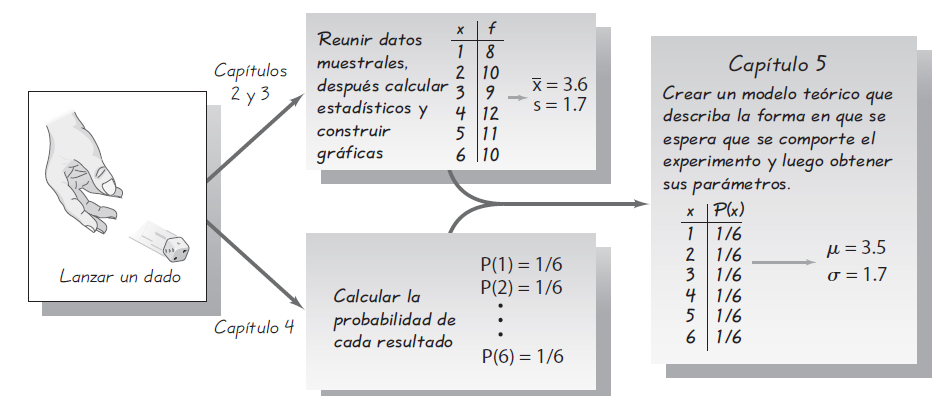 Lanzar un dado
Capítulos
2 y 3
Capítulo 4
Reunir datos
muestrales,
después calcular
estadísticos y
construir
gráficas
x f
1 8
2 10
3 9
4 12
5 11
6 10
x̅ = 3.6
s = 1.7
Calcular la
probabilidad de
cada resultado
P(1) = 1/6
P(2) = 1/6
•
•
•
P(6) = 1/6
Capítulo 5
Crear un modelo teórico que
describa la forma en que se
espera que se comporte el
experimento y luego obtener
sus parámetros.
x P(x)
1 1/6
2 1/6
3 1/6
4 1/6
5 1/6
6 1/6
μ = 3.5
σ = 1.7